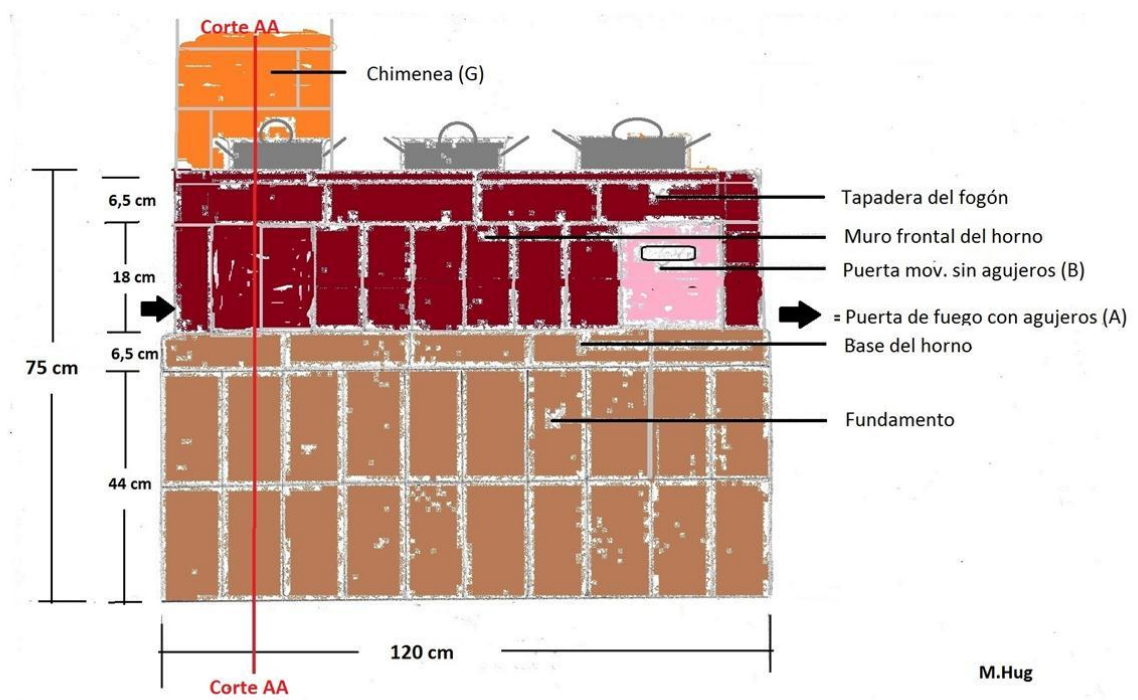 Corte AA
Chimenea (G)
6,5 cm
Tapadera del fogón
Muro frontal del horno
18 cm
Puerta mov. sin agujeros (B)
= Puerta de fuego con agujeros (A)
6,5 cm
Base del horno
75 cm
Fundamento
44 cm
120 cm
M.Hug
Corte AA